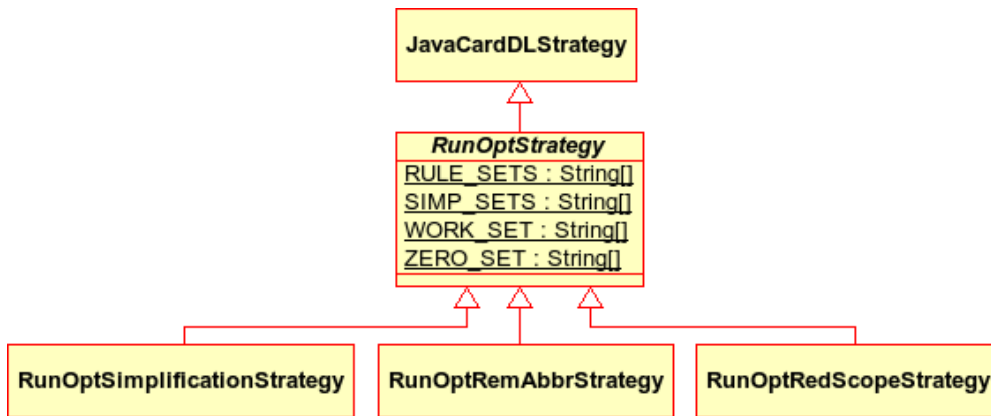 JavaCardDLStrategy
RunOptStrategy
RULE_SETS : String[]
SIMP_SETS : String[]
WORK_SET : String[]
ZERO_SET : String[]
RunOptSimplificationStrategy
RunOptRemAbbrStrategy
RunOptRedScopeStrategy